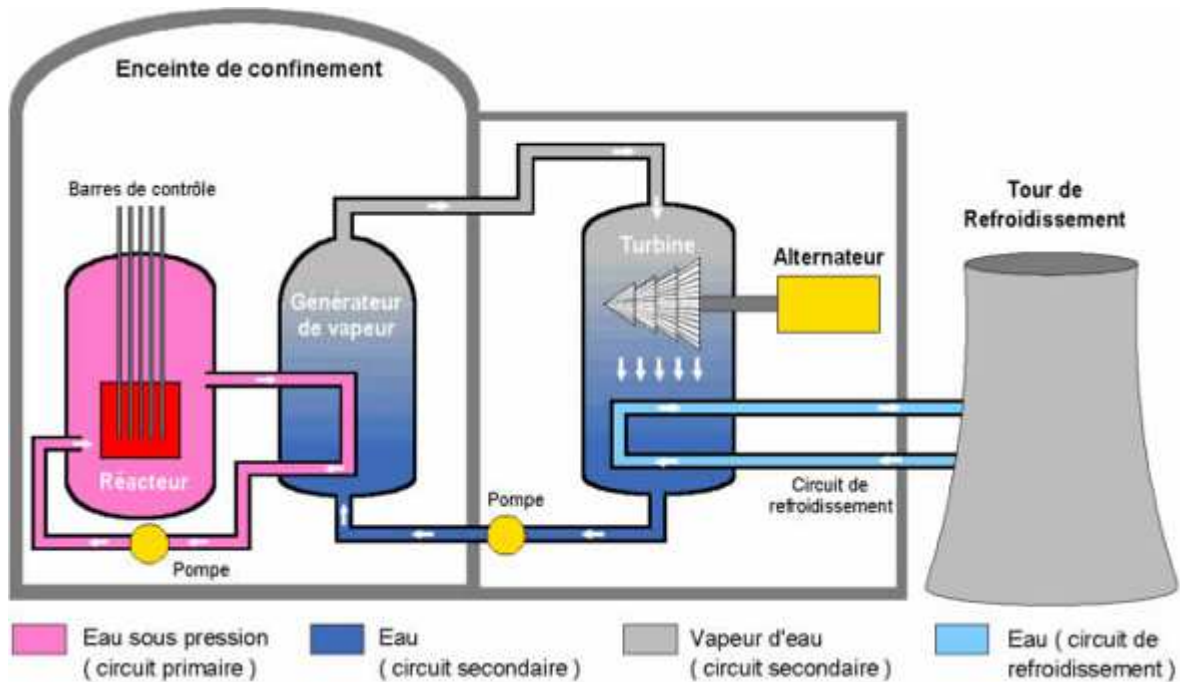 Enceinte de confinement
Barres de contrôle
Réacteur
Pompe
Générateur
de vapeur
Pompe
Turbine
Alternateur
Circuit de
refroidissement
Tour de
Refroidissement
Eau sous pression
( circuit primaire )
Eau
( circuit secondaire )
Vapeur d'eau
( circuit secondaire )
Eau ( circuit de
refroidissement )